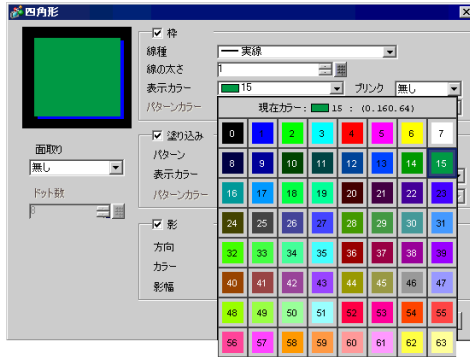 四角形
枠
線種 実線
線の太さ 1
表示カラー 15 ブリンク 無し
パターンカラー
現在カラー: 15 : (0.160.64)
塗り込み
パターン
表示カラー
パターンカラー
面取り
無し
ドット数
8
影
方向
カラー
影幅
0 1 2 3 4 5 6 7
8 9 10 11 12 13 14 15
16 17 18 19 20 21 22 23
24 25 26 27 28 29 30 31
32 33 34 35 36 37 38 39
40 41 42 43 44 45 46 47
48 49 50 51 52 53 54 55
56 57 58 59 60 61 62 63